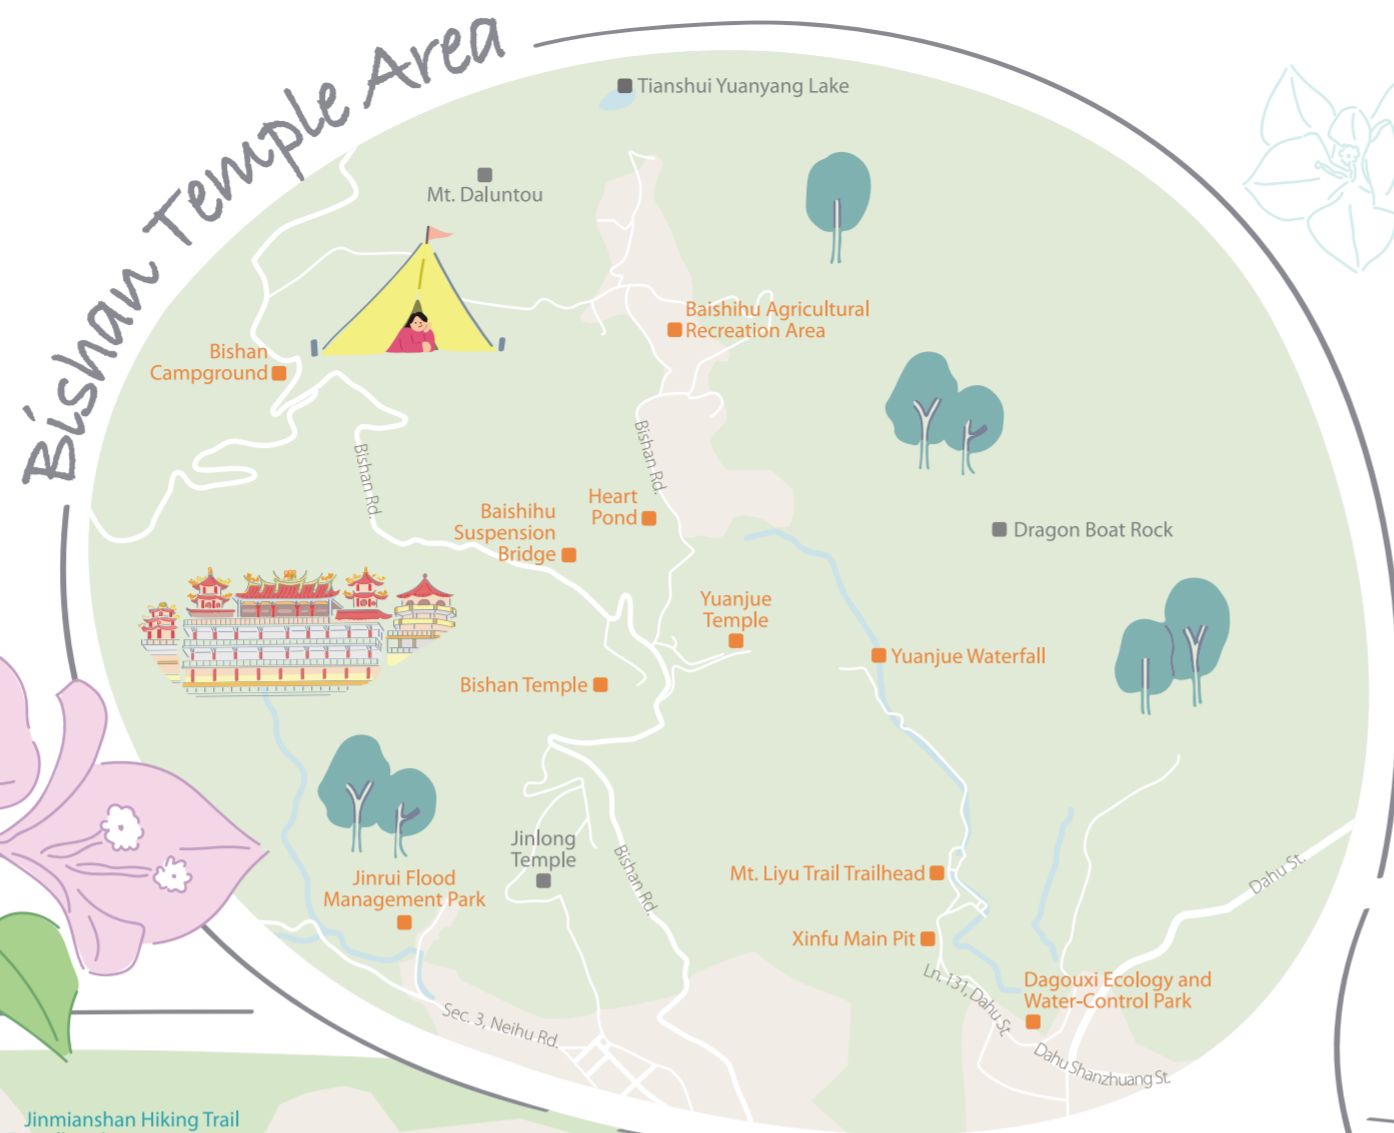 Bishan Temple Area
Tianshui Yuanyang Lake
Mt. Daluntou
Baishihu Agricultural
Recreation Area
Bishan
Campground
Bishan Rd.
Bishan Rd.
Heart
Pond
Baishihu
Suspension
Bridge
Dragon Boat Rock
Yuanjue
Temple
Yuanjue Waterfall
Bishan Temple
Jinlong
Temple
Bishan Rd.
Jinrui Flood
Management Park
Mt. Liyu Trail Trailhead
Dahu St.
Xinfu Main Pit
Ln. 131, Dahu St.
Dagouxi Ecology and
Water-Control Park
Sec. 3, Neihu Rd.
Dahu Shanzhuang St.
Jinmianshan Hiking Trail